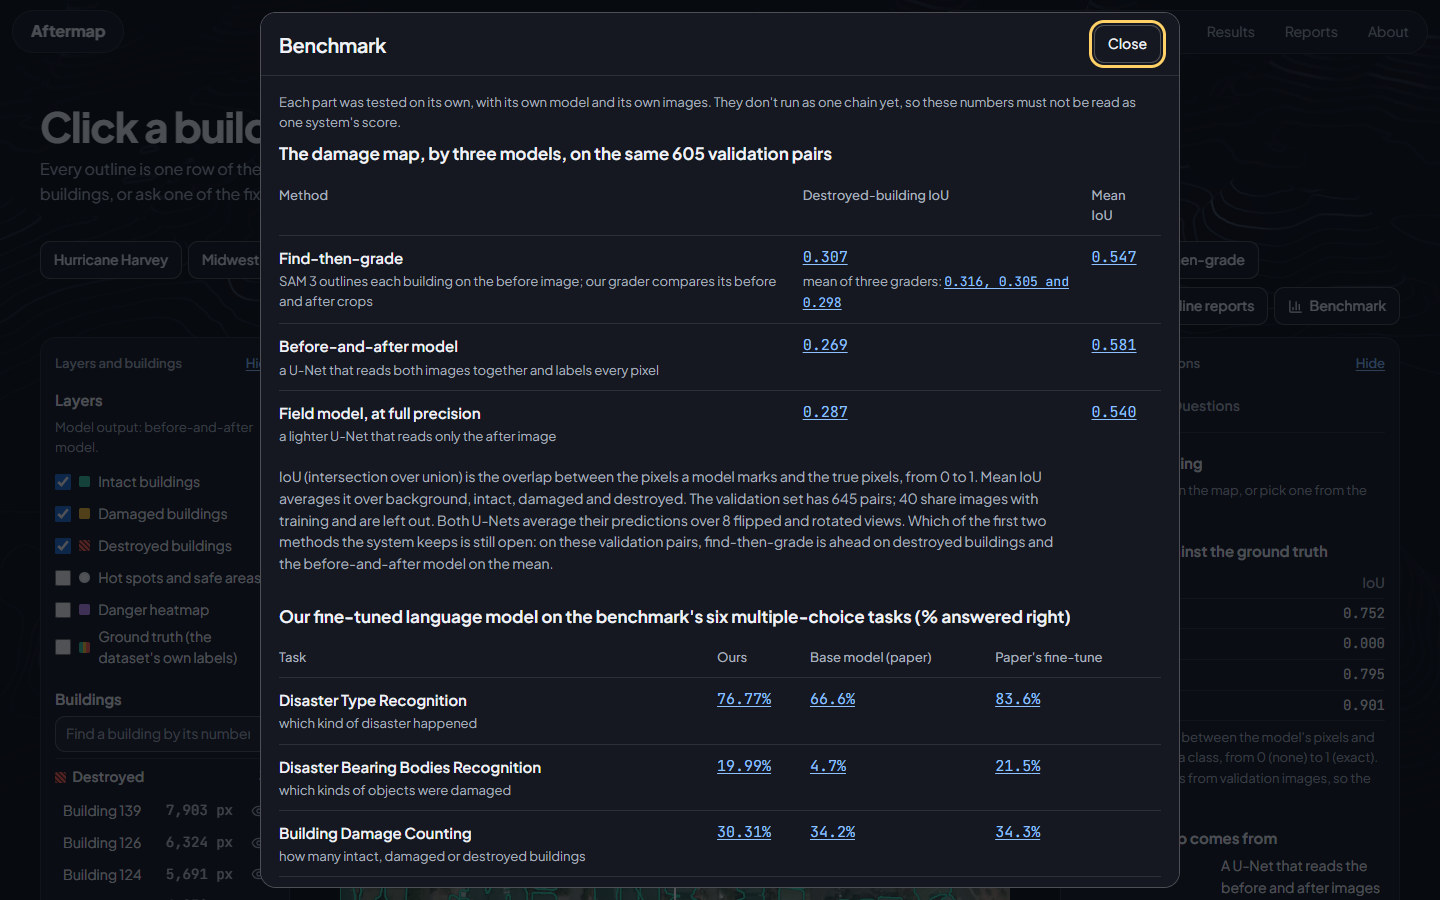 Aftermap
Results
Reports
About
Click a build
Every outline is one row of the
buildings, or ask one of the fix
Hurricane Harvey
Midwest
en-grade
line reports
Benchmark
Layers and buildings
Layers
Model output: before-and-after
model.
Intact buildings
Damaged buildings
Destroyed buildings
Hot spots and safe areas
Danger heatmap
Ground truth (the
dataset's own labels)
Buildings
Find a building by its number
Destroyed
Building 139 7,903 px
Building 126 6,324 px
Building 124 5,691 px
Benchmark
Close
Each part was tested on its own, with its own model and its own images. They don't run as one chain yet, so these numbers must not be read as
one system's score.
The damage map, by three models, on the same 605 validation pairs
Method
Destroyed-building IoU
Mean
IoU
Find-then-grade
0.307
0.547
SAM 3 outlines each building on the before image; our grader compares its before
and after crops
mean of three graders: 0.316, 0.305 and
0.298
Before-and-after model
0.269
0.581
a U-Net that reads both images together and labels every pixel
Field model, at full precision
0.287
0.540
a lighter U-Net that reads only the after image
IoU (intersection over union) is the overlap between the pixels a model marks and the true pixels, from 0 to 1. Mean IoU
averages it over background, intact, damaged and destroyed. The validation set has 645 pairs; 40 share images with
training and are left out. Both U-Nets average their predictions over 8 flipped and rotated views. Which of the first two
methods the system keeps is still open: on these validation pairs, find-then-grade is ahead on destroyed buildings and
the before-and-after model on the mean.
Our fine-tuned language model on the benchmark's six multiple-choice tasks (% answered right)
Task
Ours
Base model (paper)
Paper's fine-tune
Disaster Type Recognition
76.77%
66.6%
83.6%
which kind of disaster happened
Disaster Bearing Bodies Recognition
19.99%
4.7%
21.5%
which kinds of objects were damaged
Building Damage Counting
30.31%
34.2%
34.3%
how many intact, damaged or destroyed buildings
ons
Hide
uestions
ing
n the map, or pick one from the
inst the ground truth
IoU
0.752
0.000
0.795
0.901
between the model's pixels and
a class, from 0 (none) to 1 (exact).
s from validation images, so the
p comes from
A U-Net that reads the
before and after images